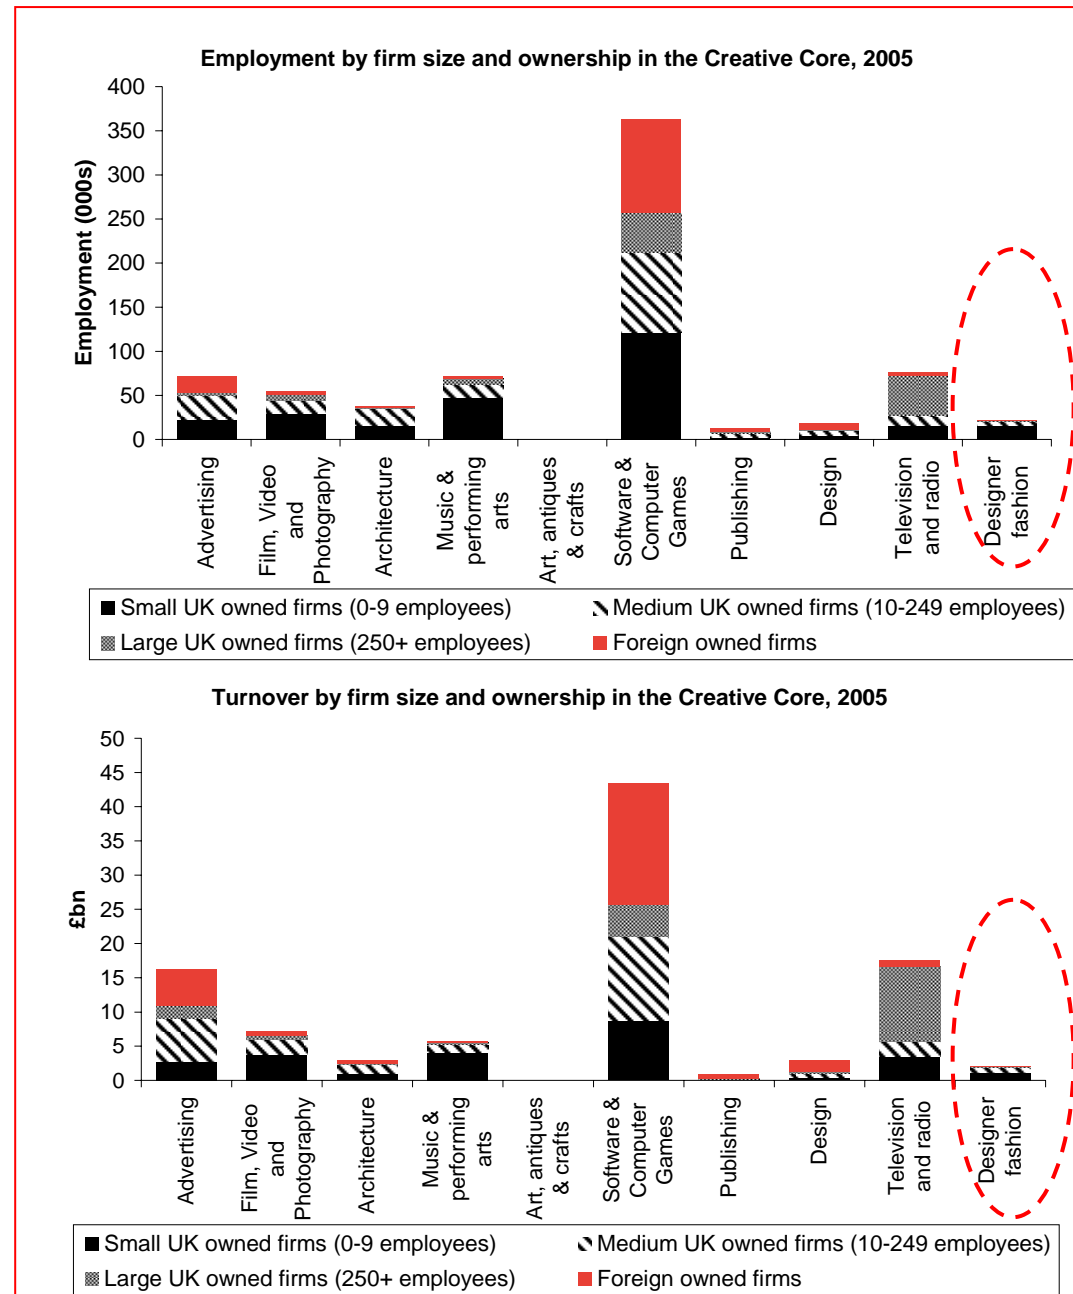 Employment by firm size and ownership in the Creative Core, 2005
400
350
300
250
200
150
100
50
0
Employment (000s)
Advertising
Film, Video
and
Photography
Architecture
Music &
performing
arts
Art, antiques
& crafts
Software &
Computer
Games
Publishing
Design
Television
and radio
Designer
fashion
Small UK owned firms (0-9 employees)
Medium UK owned firms (10-249 employees)
Large UK owned firms (250+ employees)
Foreign owned firms
Turnover by firm size and ownership in the Creative Core, 2005
50
45
40
35
30
25
20
15
10
5
0
£bn
Advertising
Film, Video
and
Photography
Architecture
Music &
performing
arts
Art, antiques
& crafts
Software &
Computer
Games
Publishing
Design
Television
and radio
Designer
fashion
Small UK owned firms (0-9 employees)
Medium UK owned firms (10-249 employees)
Large UK owned firms (250+ employees)
Foreign owned firms